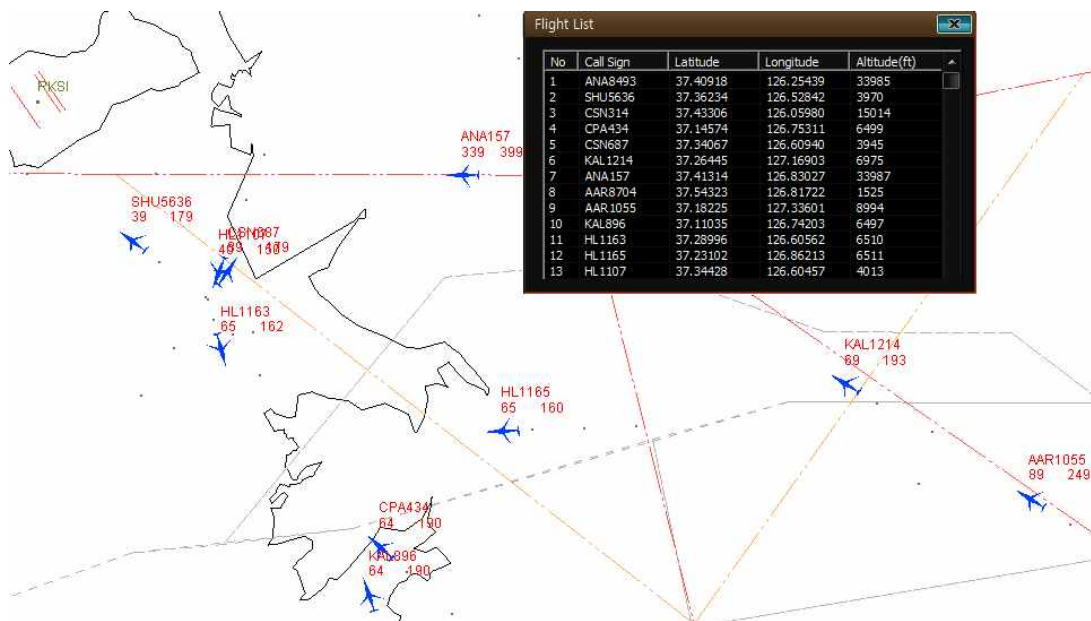 Flight List
No Call Sign Latitude Longitude Altitude(ft)
1 ANA8493 37.40918 126.25439 33985
2 SHU5636 37.36234 126.52842 3970
3 CSN314 37.43306 126.05980 15014
4 CPA434 37.14574 126.75311 6499
5 CSN687 37.34067 126.60940 3945
6 KAL1214 37.26445 127.16903 6975
7 ANA157 37.41314 126.83027 33987
8 AAR8704 37.54323 126.81722 1525
9 AAR1055 37.18225 127.33601 8994
10 KAL896 37.11035 126.74203 6497
11 HL1163 37.28996 126.60562 6510
12 HL1165 37.23102 126.86213 6511
13 HL1107 37.34428 126.60457 4013
RKSI
ANA157
339 399
SHU5636
39 179
CSN687
HL1163
65 162
KAL1214
69 193
HL1165
65 160
AAR1055
89 249
CPA434
64 190
KAL896
64 190